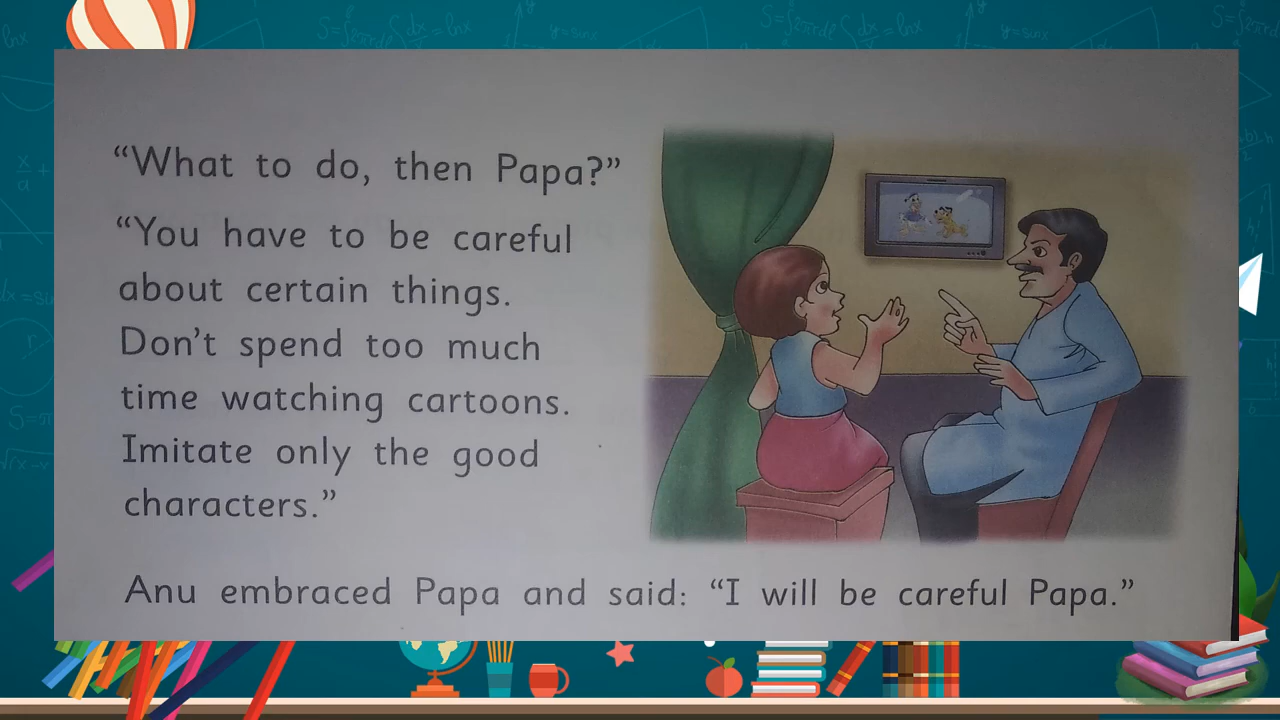 “What to do, then Papa?”
“You have to be careful
about certain things.
Don’t spend too much
time watching cartoons.
Imitate only the good
characters.”
Anu embraced Papa and said: “I will be careful Papa.”